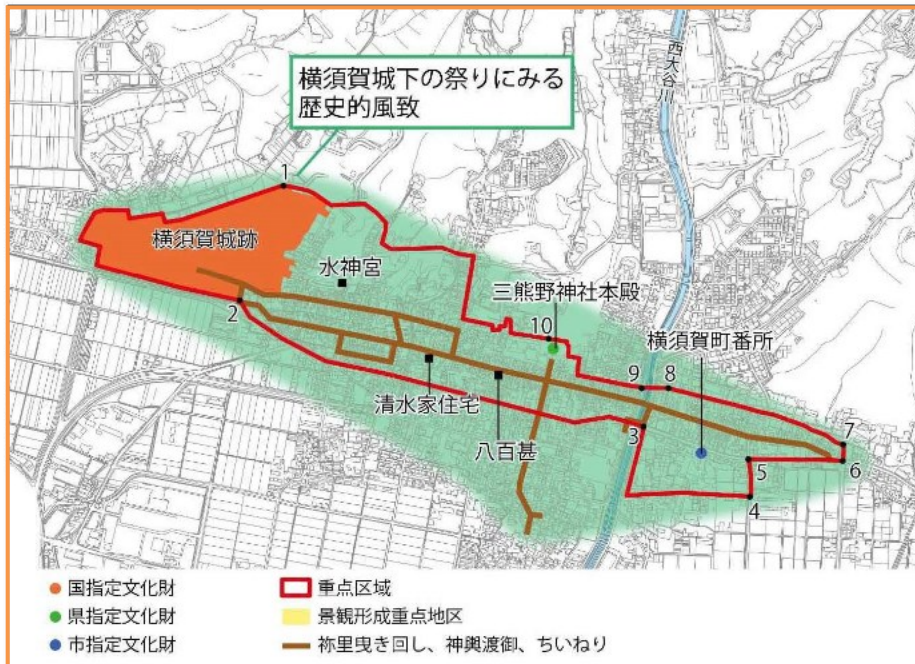 横須賀城下の祭りにみる
歴史的風致
西大谷川
1
横須賀城跡
水神宮
三熊野神社本殿
2
10
横須賀町番所
9
8
清水家住宅
八百甚
3
7
5
6
4
国指定文化財
県指定文化財
市指定文化財
重点区域
景観形成重点地区
祢里曳き回し、神輿渡御、ちいねり